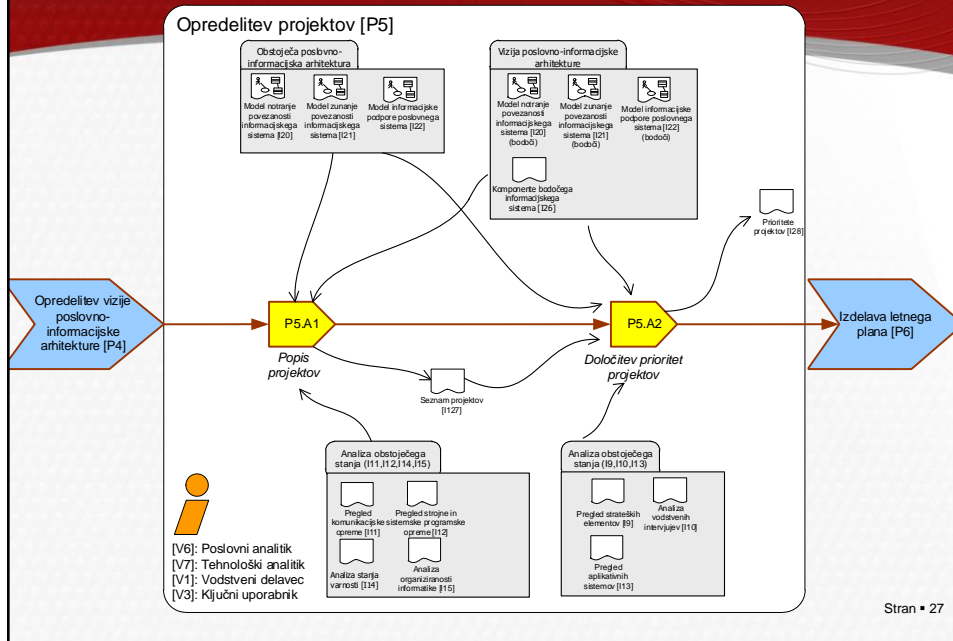 Opredelitev projektov [P5]
Obstoječa poslovno-
informacijska arhitektura
Model notranje
povezanosti
informacijskega
sistema [I20]
Model zunanje
povezanosti
informacijskega
sistema [I21]
Model informacijske
podpore poslovnega
sistema [I22]
Vizija poslovno-informacijske
arhitekture
Model notranje
povezanosti
informacijskega
sistema [I20]
(bodoči)
Model zunanje
povezanosti
informacijskega
sistema [I21]
(bodoči)
Model informacijske
podpore poslovnega
sistema [I22]
(bodoči)
Komponente bodočega
informacijskega
sistema [I26]
Prioritete
projektov [I28]
Opredelitev vizije
poslovno-
informacijske
arhitekture [P4]
P5.A1
Popis
projektov
P5.A2
Določitev prioritet
projektov
Izdelava letnega
plana [P6]
Seznam projektov
[I127]
Analiza obstoječega
stanja (I11,I12,I14,I15)
Pregled
komunikacijske
opreme [I11]
Pregled strojne in
sistemske programske
opreme [I12]
Analiza stanja
varnosti [I14]
Analiza
organiziranosti
informatike [I15]
Analiza obstoječega
stanja (I9,I10,I13)
Pregled strateških
elementov [I9]
Analiza
vodstvenih
intervjujev [I10]
Pregled
aplikativnih
sistemov [I13]
[V6]: Poslovni analitik
[V7]: Tehnološki analitik
[V1]: Vodstveni delavec
[V3]: Ključni uporabnik
Stran ▪ 27